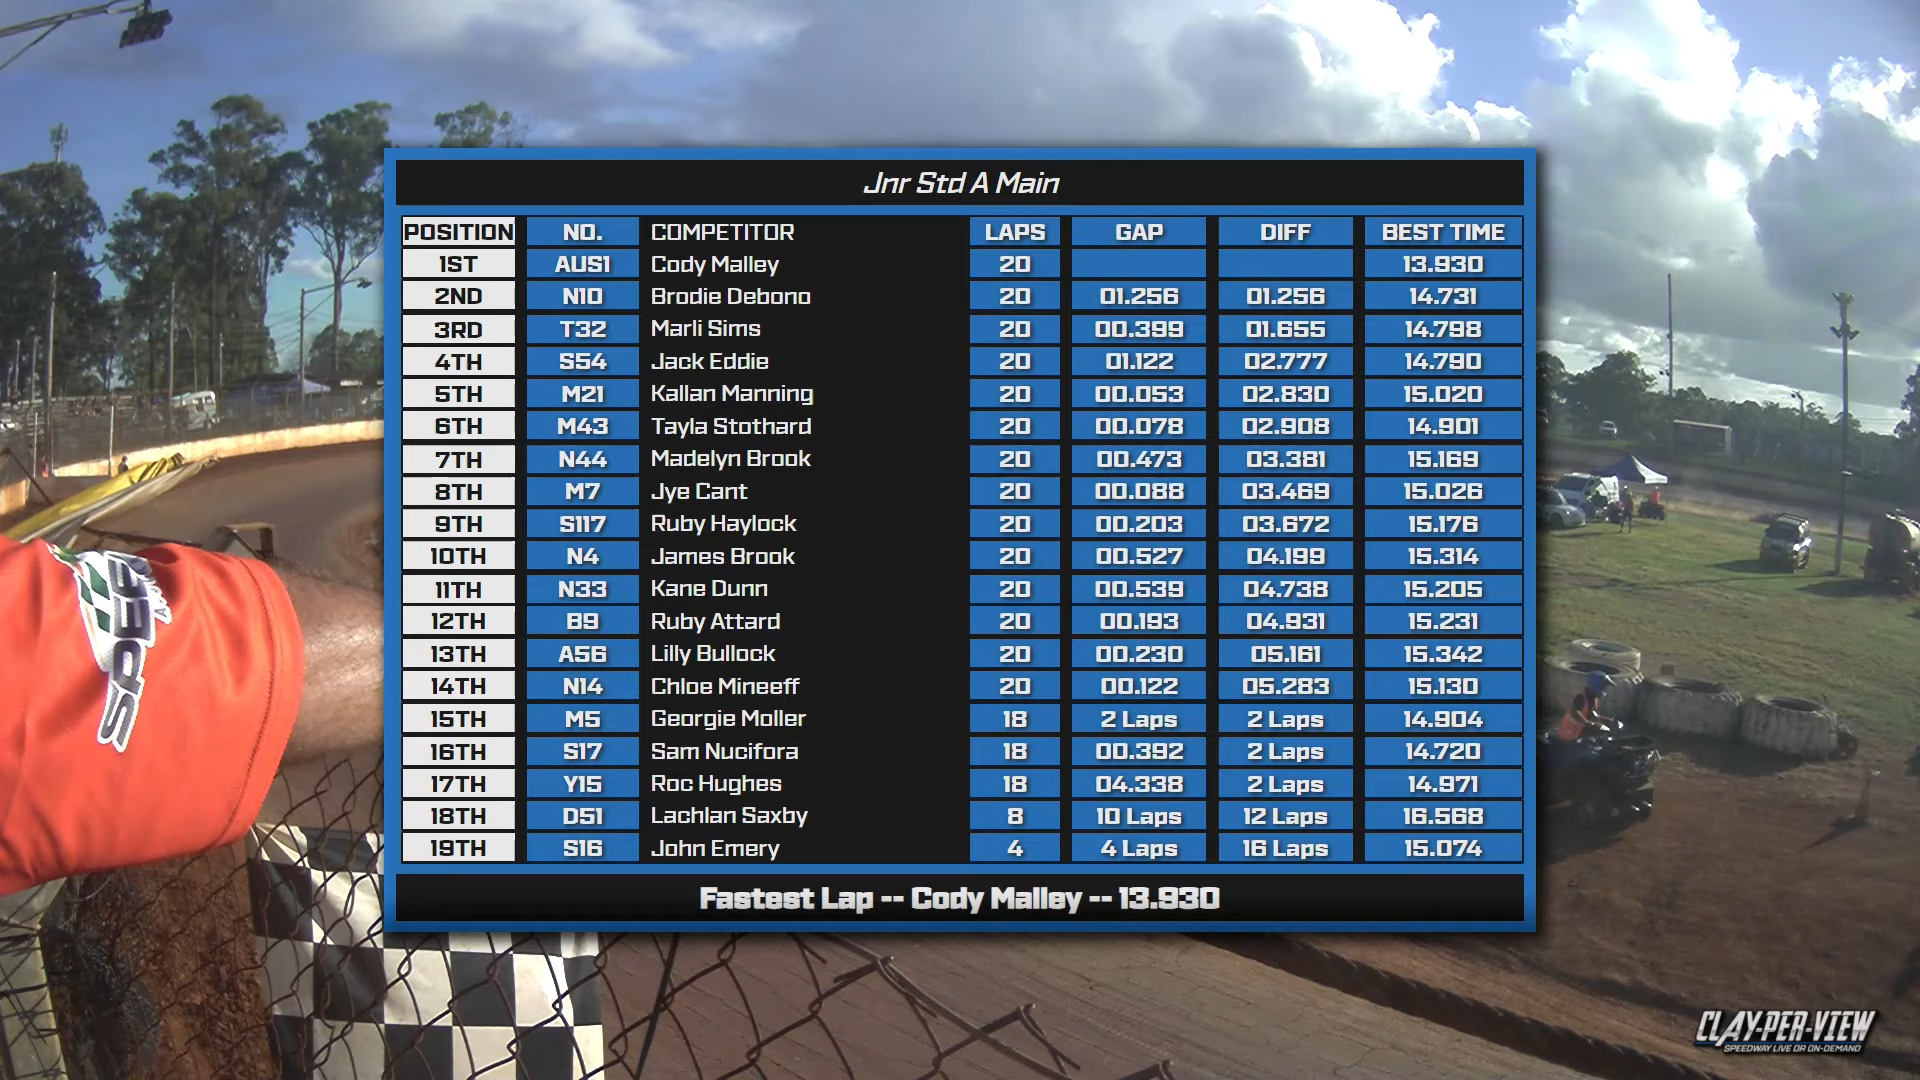 Jnr Std A Main
POSITION NO. COMPETITOR LAPS GAP DIFF BEST TIME
1ST AUS1 Cody Malley 20 13.930
2ND N10 Brodie Debono 20 01.256 01.256 14.731
3RD T32 Marli Sims 20 00.399 01.655 14.798
4TH S54 Jack Eddie 20 01.122 02.777 14.790
5TH M21 Kallan Manning 20 00.053 02.830 15.020
6TH M43 Tayla Stothard 20 00.078 02.908 14.901
7TH N44 Madelyn Brook 20 00.473 03.381 15.169
8TH M7 Jye Cant 20 00.088 03.469 15.026
9TH S117 Ruby Haylock 20 00.203 03.672 15.176
10TH N4 James Brook 20 00.527 04.199 15.314
11TH N33 Kane Dunn 20 00.539 04.738 15.205
12TH B9 Ruby Attard 20 00.193 04.931 15.231
13TH A56 Lilly Bullock 20 00.230 05.161 15.342
14TH N14 Chloe Mineeff 20 00.122 05.283 15.130
15TH M5 Georgie Moller 18 2 Laps 2 Laps 14.904
16TH S17 Sam Nucifora 18 00.392 2 Laps 14.720
17TH Y15 Roc Hughes 18 04.338 2 Laps 14.971
18TH D51 Lachlan Saxby 8 10 Laps 12 Laps 16.568
19TH S16 John Emery 4 4 Laps 16 Laps 15.074
Fastest Lap -- Cody Malley -- 13.930
CLAY-PER-VIEW
SPEEDWAY LIVE OR ON-DEMAND